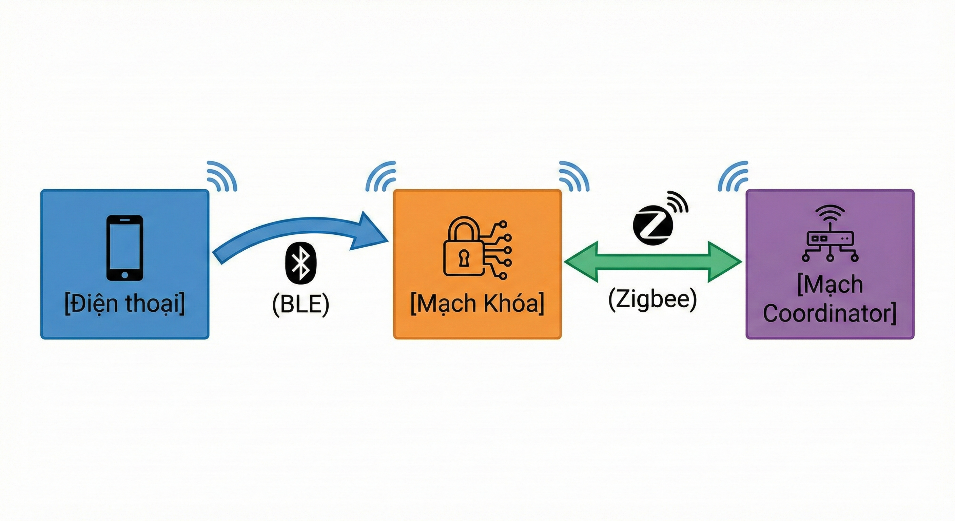 [Điện thoại]
(BLE)
[Mạch Khóa]
Z
(Zigbee)
[Mạch
Coordinator]